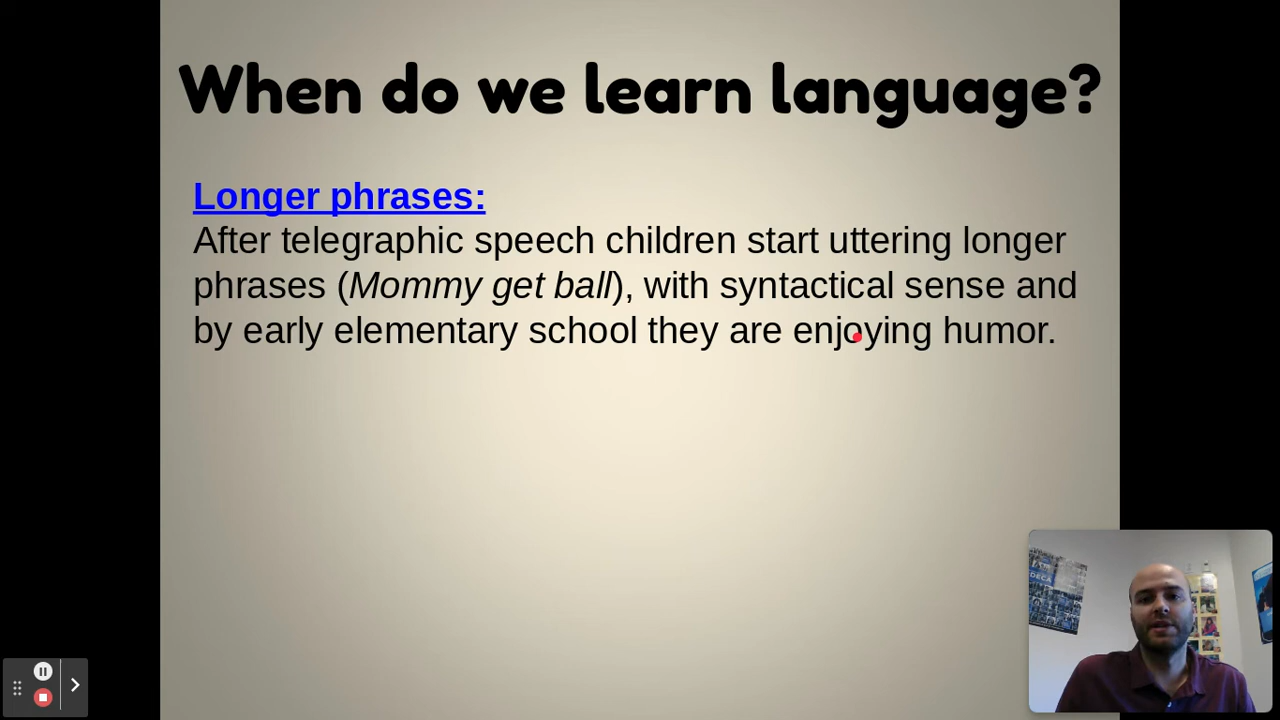 When do we learn language?
Longer phrases:
After telegraphic speech children start uttering longer
phrases (Mommy get ball), with syntactical sense and
by early elementary school they are enjoying humor.
DECA